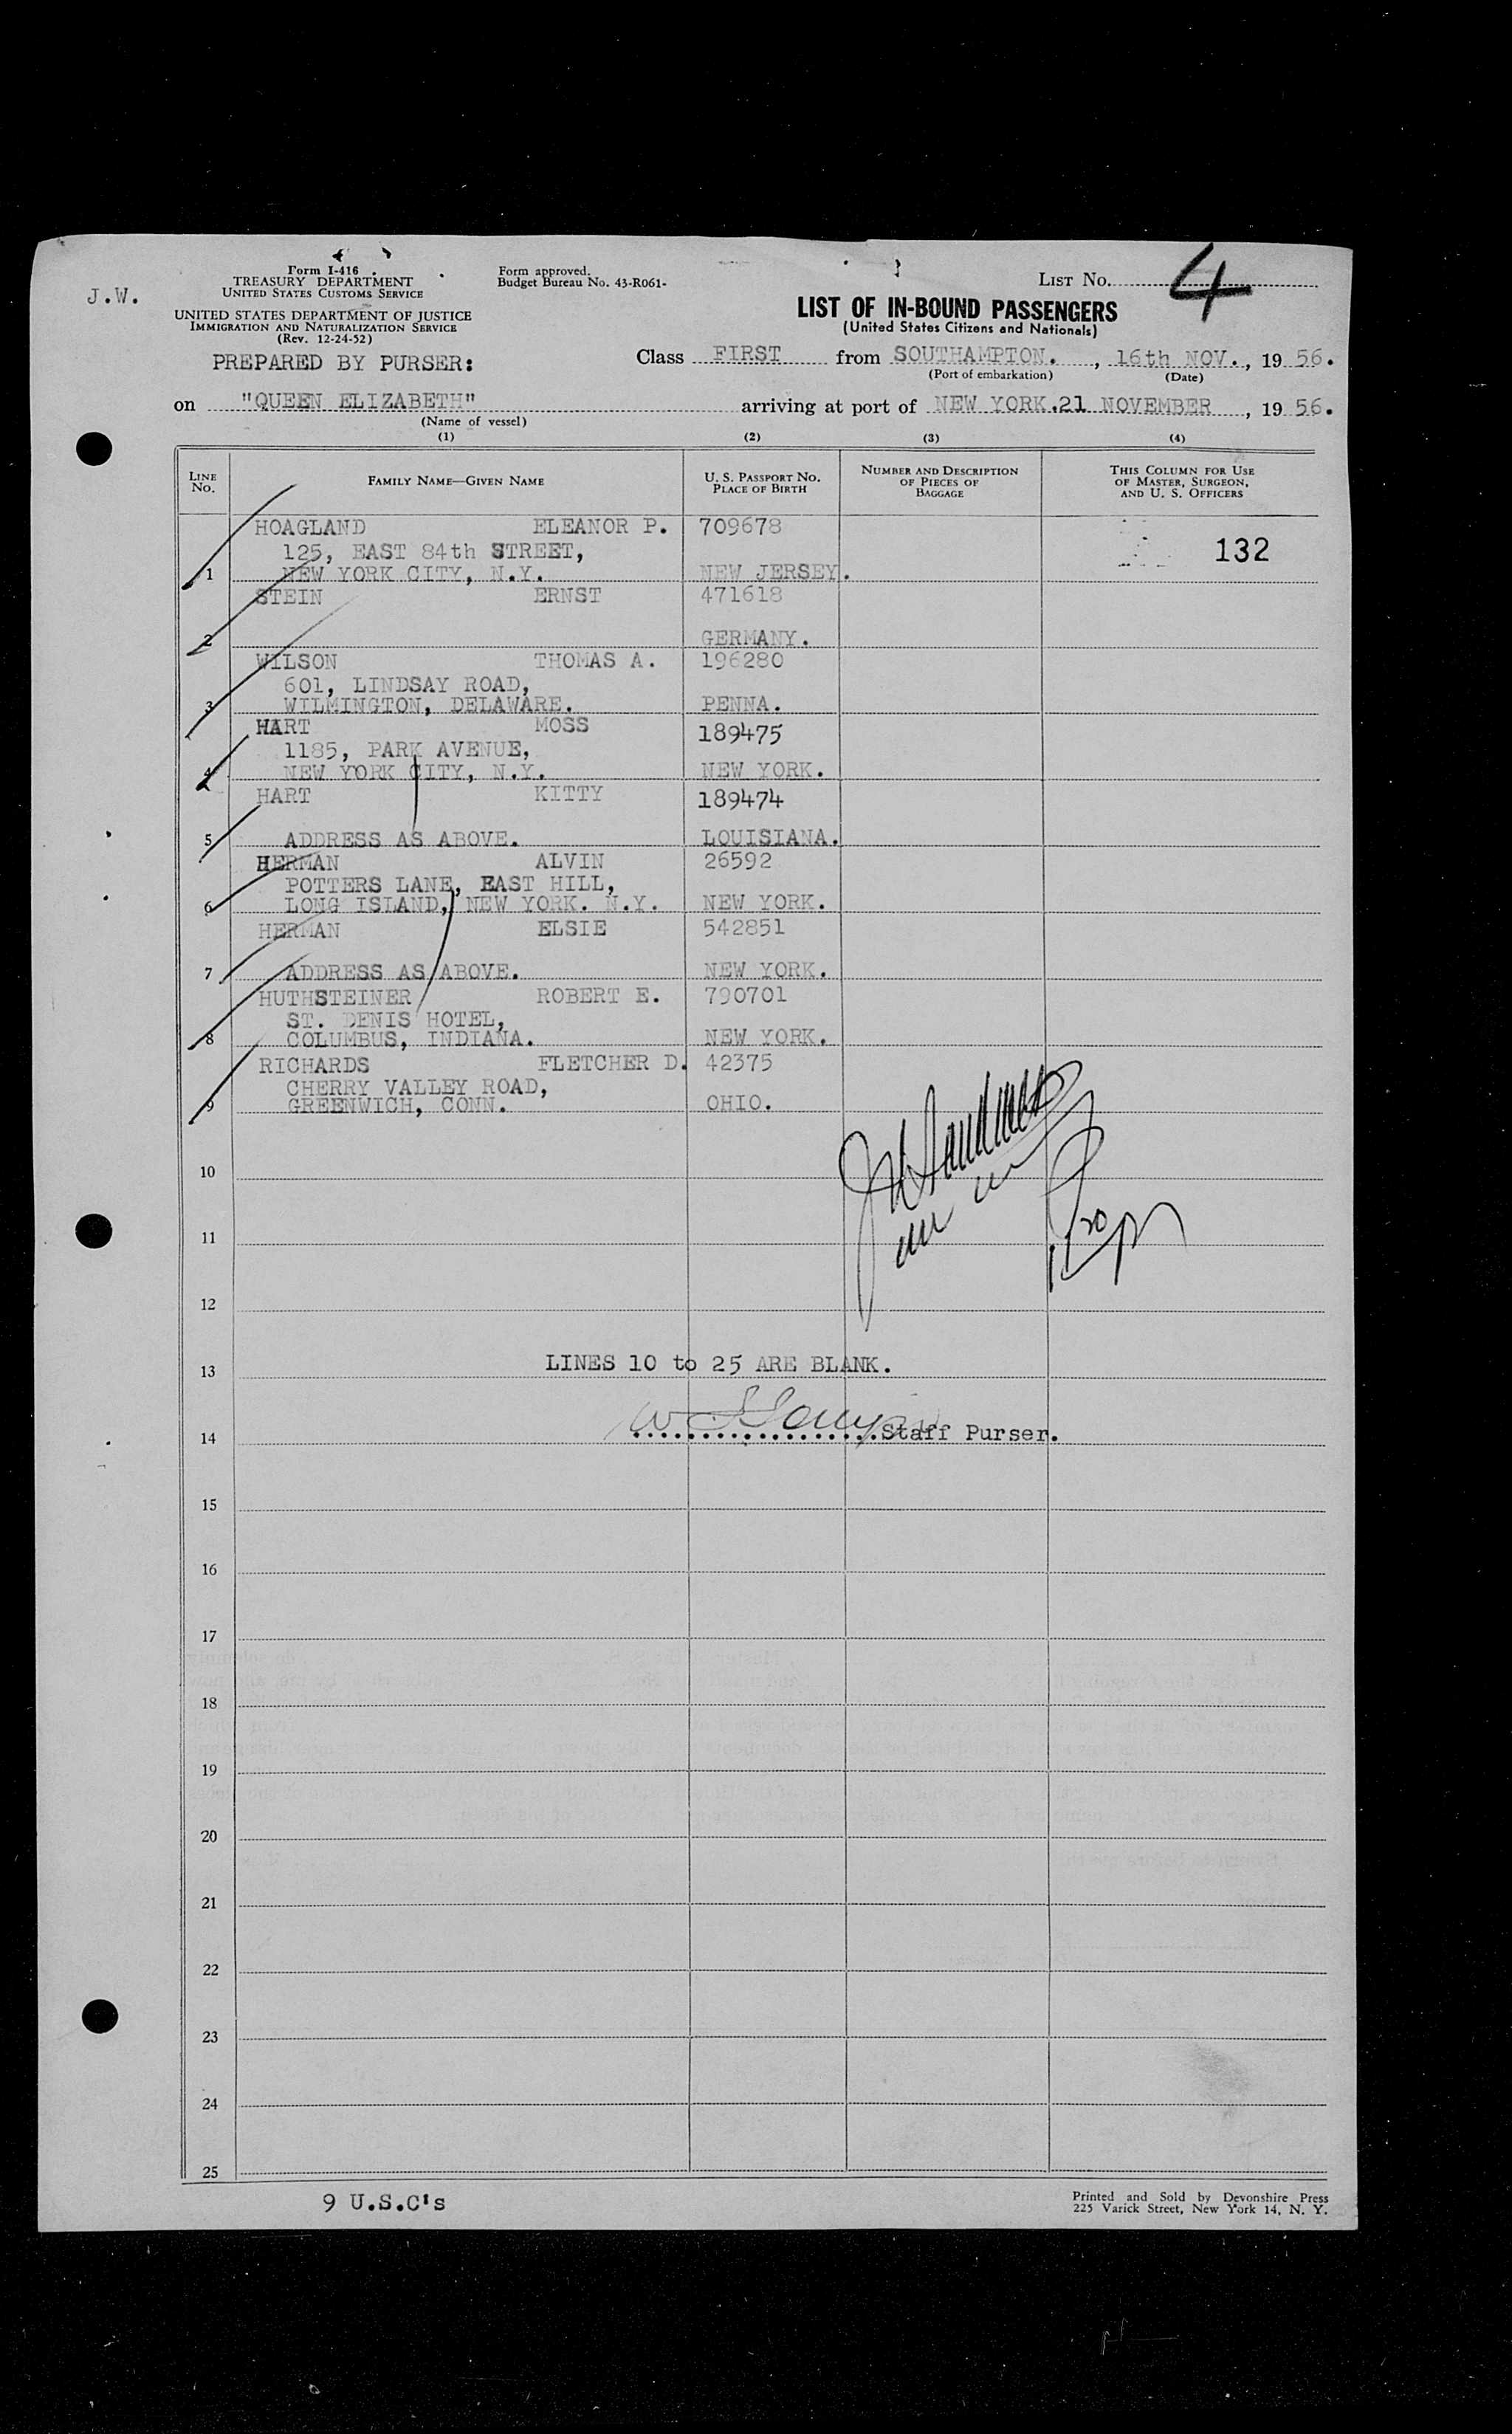 J.W.
Form I-416
TREASURY DEPARTMENT
UNITED STATES CUSTOMS SERVICE
UNITED STATES DEPARTMENT OF JUSTICE
IMMIGRATION AND NATURALIZATION SERVICE
(Rev. 12-24-52)
PREPARED BY PURSER:
Form approved.
Budget Bureau No. 43-R061-
LIST NO. 4
LIST OF IN-BOUND PASSENGERS
(United States Citizens and Nationals)
Class FIRST from SOUTHAMPTON. , 16th NOV. , 19 56.
(Port of embarkation) (Date)
on "QUEEN ELIZABETH" arriving at port of NEW YORK.21 NOVEMBER , 19 56.
(Name of vessel)
(1) (2) (3) (4)
LINE NO. FAMILY NAME—GIVEN NAME U. S. PASSPORT NO. PLACE OF BIRTH NUMBER AND DESCRIPTION OF PIECES OF BAGGAGE THIS COLUMN FOR USE OF MASTER, SURGEON, AND U. S. OFFICERS
HOAGLAND ELEANOR P. 709678
125, EAST 84th STREET, 132
1 NEW YORK CITY, N.Y. NEW JERSEY.
STEIN ERNST 471618
2 GERMANY.
WILSON THOMAS A. 196280
601, LINDSAY ROAD,
3 WILMINGTON, DELAWARE. PENNA.
HART MOSS 189475
1185, PARK AVENUE,
4 NEW YORK CITY, N.Y. NEW YORK.
HART KITTY 189474
5 ADDRESS AS ABOVE. LOUISIANA.
HERMAN ALVIN 26592
POTTERS LANE, EAST HILL,
6 LONG ISLAND, NEW YORK. N.Y. NEW YORK.
HERMAN ELSIE 542851
7 ADDRESS AS ABOVE. NEW YORK.
HUTHSTEINER ROBERT E. 790701
ST. DENIS HOTEL,
8 COLUMBUS, INDIANA. NEW YORK.
RICHARDS FLETCHER D. 42375
CHERRY VALLEY ROAD,
9 GREENWICH, CONN. OHIO.
10
11
12
13 LINES 10 to 25 ARE BLANK.
14 Staff Purser.
15
16
17
18
19
20
21
22
23
24
25
9 U.S.C's
Printed and Sold by Devonshire Press
225 Varick Street, New York 14, N. Y.